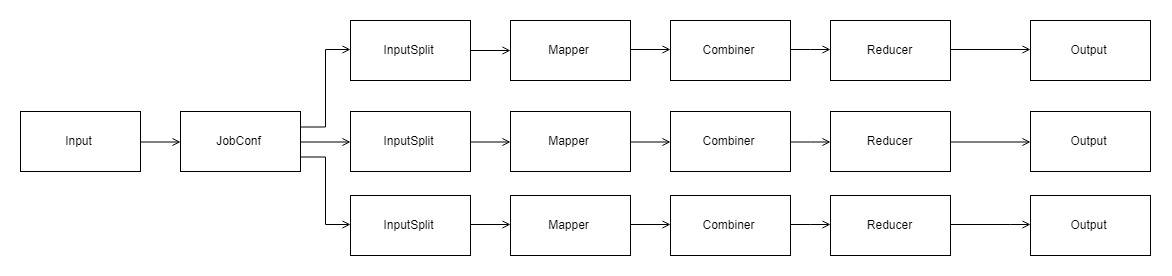 InputSplit Mapper Combiner Reducer Output
Input JobConf InputSplit Mapper Combiner Reducer Output
InputSplit Mapper Combiner Reducer Output